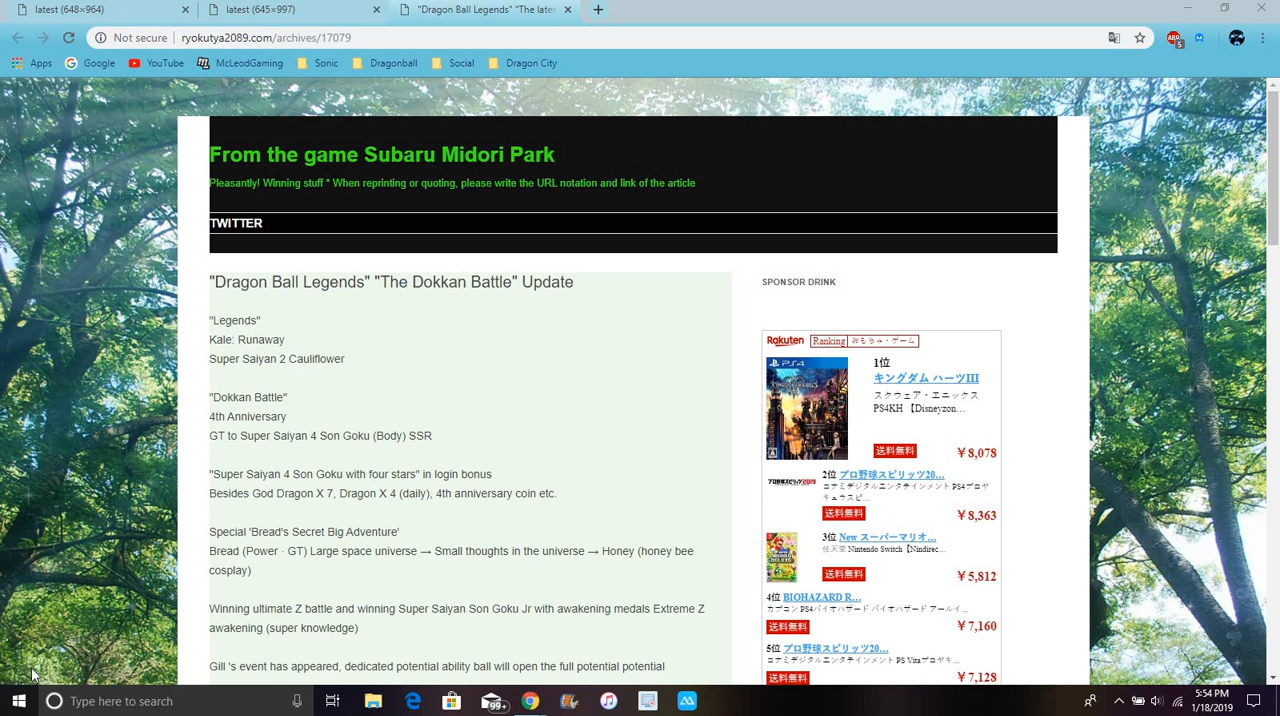 latest (648×964)
latest (645×997)
"Dragon Ball Legends" "The lates
Not secure
ryokutya2089.com/archives/17079
Apps
Google
YouTube
McLeodGaming
Sonic
Dragonball
Social
Dragon City
From the game Subaru Midori Park
Pleasantly! Winning stuff * When reprinting or quoting, please write the URL notation and link of the article
TWITTER
"Dragon Ball Legends" "The Dokkan Battle" Update
"Legends"
Kale: Runaway
Super Saiyan 2 Cauliflower
"Dokkan Battle"
4th Anniversary
GT to Super Saiyan 4 Son Goku (Body) SSR
"Super Saiyan 4 Son Goku with four stars" in login bonus
Besides God Dragon X 7, Dragon X 4 (daily), 4th anniversary coin etc.
Special 'Bread's Secret Big Adventure'
Bread (Power · GT) Large space universe → Small thoughts in the universe → Honey (honey bee
cosplay)
Winning ultimate Z battle and winning Super Saiyan Son Goku Jr with awakening medals Extreme Z
awakening (super knowledge)
Gill 's event has appeared, dedicated potential ability ball will open the full potential potential
SPONSOR DRINK
Rakuten Ranking おもちゃ・ゲーム
PS4
1位
キングダム ハーツIII
スクウェア・エニックス
PS4KH 【Disneyzon...
送料無料 ¥8,078
2位 プロ野球スピリッツ20...
コナミデジタルエンタテインメント PS4プロヤ
キュウスピ...
送料無料 ¥8,363
3位 New スーパーマリオ...
任天堂 Nintendo Switch【Nindirec...
送料無料 ¥5,812
4位 BIOHAZARD R...
カプコン PS4バイオハザード バイオハザード アールイ...
送料無料 ¥7,160
5位 プロ野球スピリッツ20...
コナミデジタルエンタテインメント PS Vitaプロヤキ...
送料無料 ¥7,128
Type here to search
99+
5:54 PM
1/18/2019